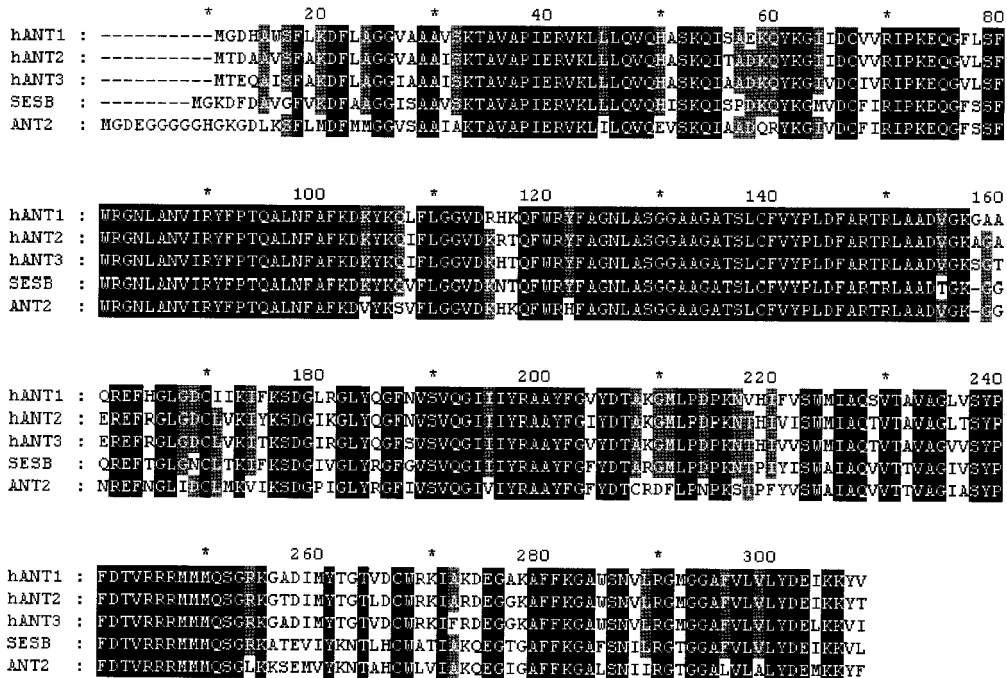 * 20 * 40 * 60 * 80
hANT1 : ----------MGDHAWSFLKDFLAGGVAAAVSKTAVAPIERVKLLLQVQHASKQISAEKQYKGIIDCVVRIPKEQGFLSF
hANT2 : ----------MTDAAVSFAKDFLAGGVAAAISKTAVAPIERVKLLLQVQHASKQITADKQYKGIIDCVVRIPKEQGVLSF
hANT3 : ----------MTEQAISFAKDFLAGGIAAAISKTAVAPIERVKLLLQVQHASKQIAADKQYKGIVDCIVRIPKEQGVLSF
SESB : --------MGKDFDAVGFVKDFAAGGISAAVSKTAVAPIERVKLLLQVQHISKQISPDKQYKGMVDCFIRIPKEQGFSSF
ANT2 : MGDEGGGGGHGKGDLKSFLMDFMMGGVSAAIAKTAVAPIERVKLILQVQEVSKQIAADQRYKGIVDCFIRIPKEQGFSSF
* 100 * 120 * 140 * 160
hANT1 : WRGNLANVIRYFPTQALNFAFKDKYKQLFLGGVDRHKQFWRYFAGNLASGGAAGATSLCFVYPLDFARTRLAADVGKGAA
hANT2 : WRGNLANVIRYFPTQALNFAFKDKYKQIFLGGVDKRTQFWRYFAGNLASGGAAGATSLCFVYPLDFARTRLAADVGKAGA
hANT3 : WRGNLANVIRYFPTQALNFAFKDKYKQIFLGGVDKHTQFWRYFAGNLASGGAAGATSLCFVYPLDFARTRLAADVGKSGT
SESB : WRGNLANVIRYFPTQALNFAFKDKYKQVFLGGVDKNTQFWRYFAGNLASGGAAGATSLCFVYPLDFARTRLAADTGK-GG
ANT2 : WRGNLANVIRYFPTQALNFAFKDVYKSVFLGGVDKHKQFWRHFAGNLASGGAAGATSLCFVYPLDFARTRLAADVGK-GG
* 180 * 200 * 220 * 240
hANT1 : QREFHGLGDCIIKIFKSDGLRGLYQGFNVSVQGIIIYRAAYFGVYDTAKGMLPDPKNVHIFVSWMIAQSVTAVAGLVSYP
hANT2 : EREFRGLGDCLVKIYKSDGIKGLYQGFNVSVQGIIIYRAAYFGIYDTAKGMLPDPKNTHIVISWMIAQTVTAVAGLTSYP
hANT3 : EREFRGLGDCLVKITKSDGIRGLYQGFSVSVQGIIIYRAAYFGVYDTAKGMLPDPKNTHIVVSWMIAQTVTAVAGVVSYP
SESB : QREFTGLGNCLTKIFKSDGIVGLYRGFGVSVQGIIIYRAAYFGFYDTARGMLPDPKNTPIYISWAIAQVVTTVAGIVSYP
ANT2 : NREFNGLIDCLMKVIKSDGPIGLYRGFIVSVQGIVIYRAAYFGFYDTCRDFLPNPKSTPFYVSWAIAQVVTTVAGIASYP
* 260 * 280 * 300
hANT1 : FDTVRRRMMMQSGRKGADIMYTGTVDCWRKIAKDEGAKAFFKGAWSNVLRGMGGAFVLVLYDEIKKYV
hANT2 : FDTVRRRMMMQSGRKGTDIMYTGTLDCWRKIARDEGGKAFFKGAWSNVLRGMGGAFVLVLYDEIKKYT
hANT3 : FDTVRRRMMMQSGRKGADIMYTGTVDCWRKIFRDEGGKAFFKGAWSNVLRGMGGAFVLVLYDELKKVI
SESB : FDTVRRRMMMQSGRKATEVIYKNTLHCWATIAKQEGTGAFFKGAFSNILRGTGGAFVLVLYDEIKKVL
ANT2 : FDTVRRRMMMQSGLKKSEMVYKNTAHCWLVIAKQEGIGAFFKGALSNIIRGTGGALVLALYDEMKKYF